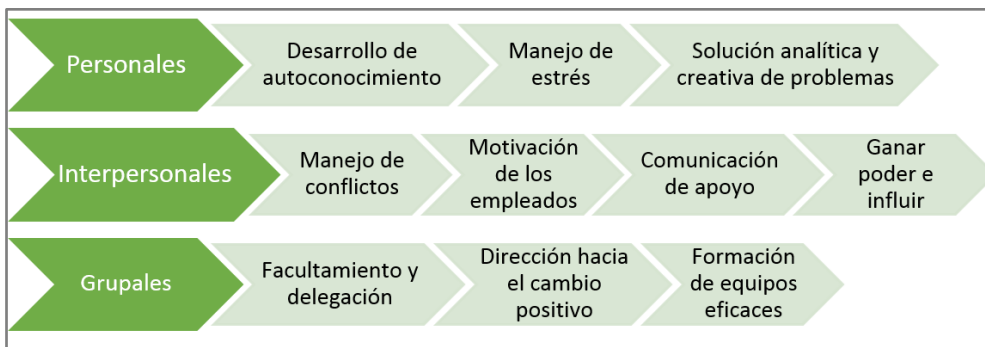 Personales
Desarrollo de
autoconocimiento
Manejo de
estrés
Solución analítica y
creativa de problemas
Interpersonales
Manejo de
conflictos
Motivación
de los
empleados
Comunicación
de apoyo
Ganar
poder e
influir
Grupales
Facultamiento y
delegación
Dirección hacia
el cambio
positivo
Formación
de equipos
eficaces